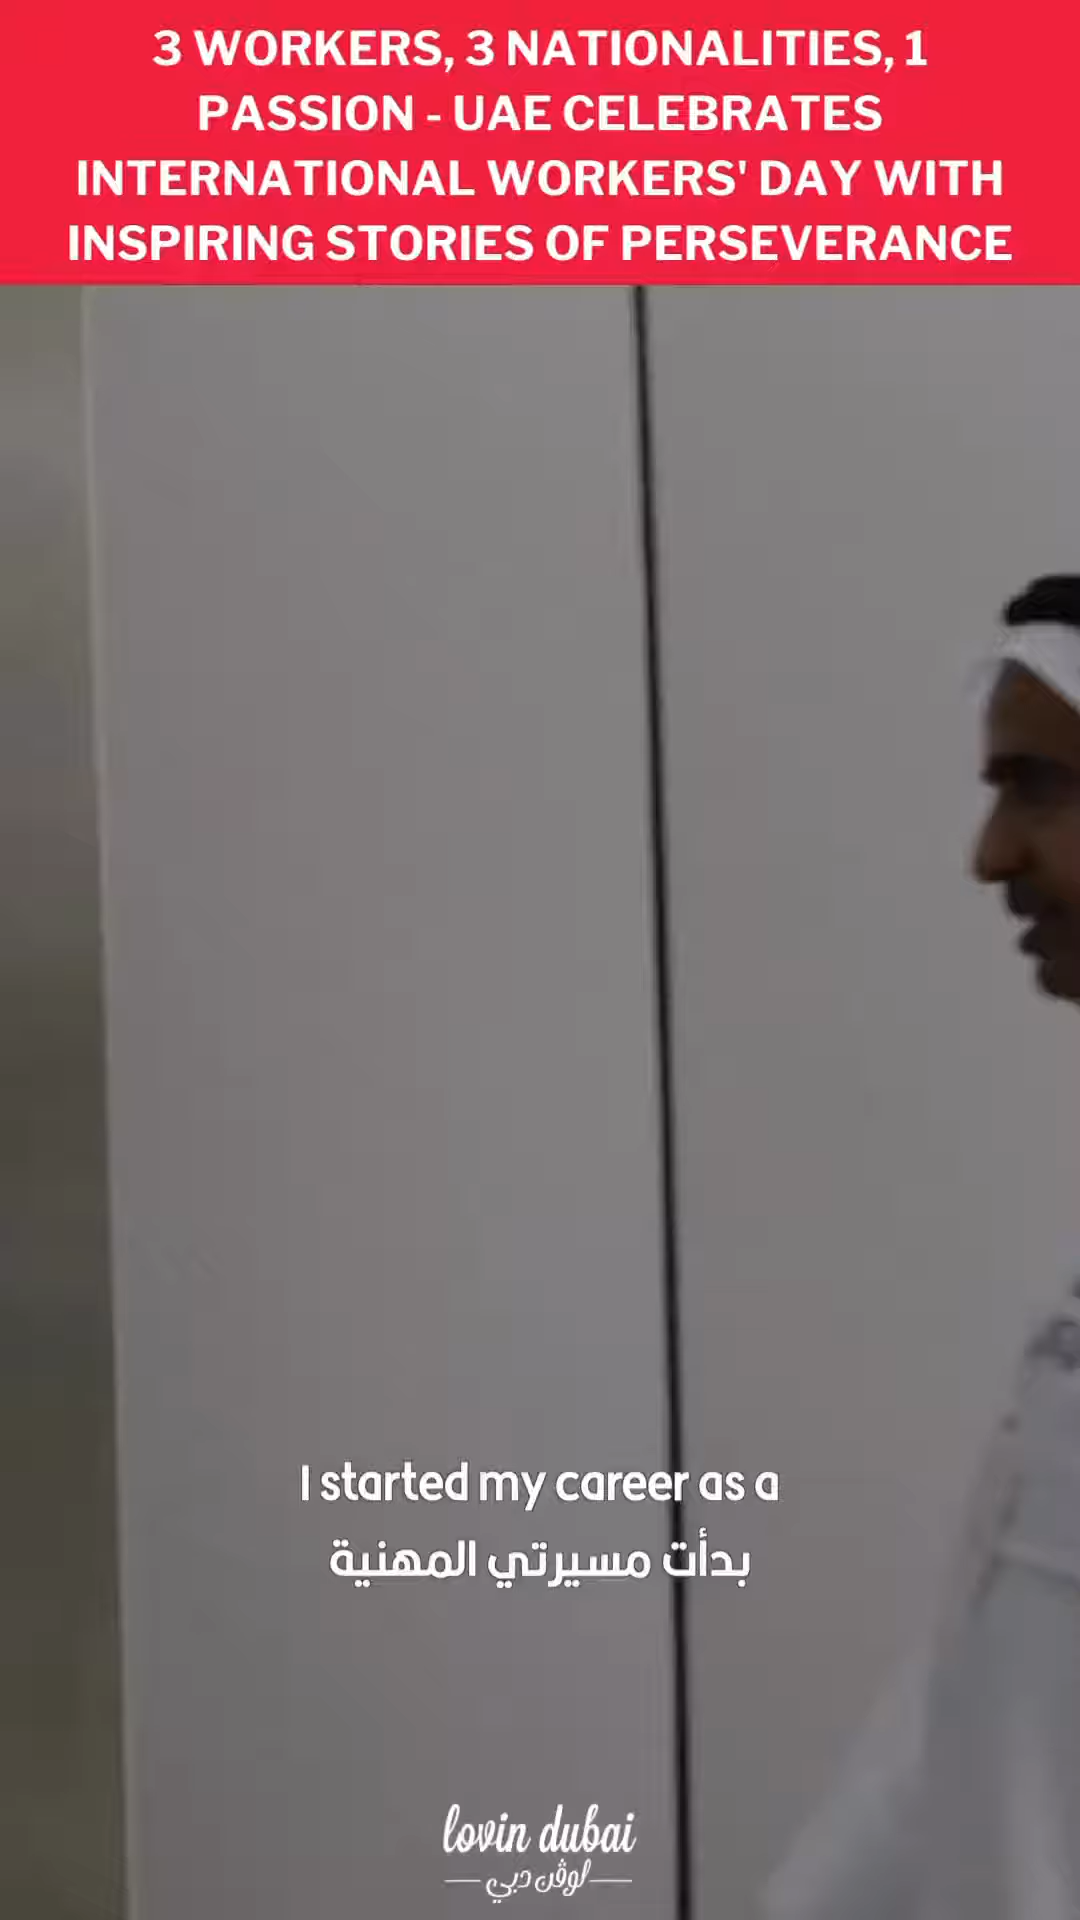 3 WORKERS, 3 NATIONALITIES, 1
PASSION - UAE CELEBRATES
INTERNATIONAL WORKERS' DAY WITH
INSPIRING STORIES OF PERSEVERANCE
I started my career as a
بدأت مسيرتي المهنية
lovin dubai
لوڤن دبي